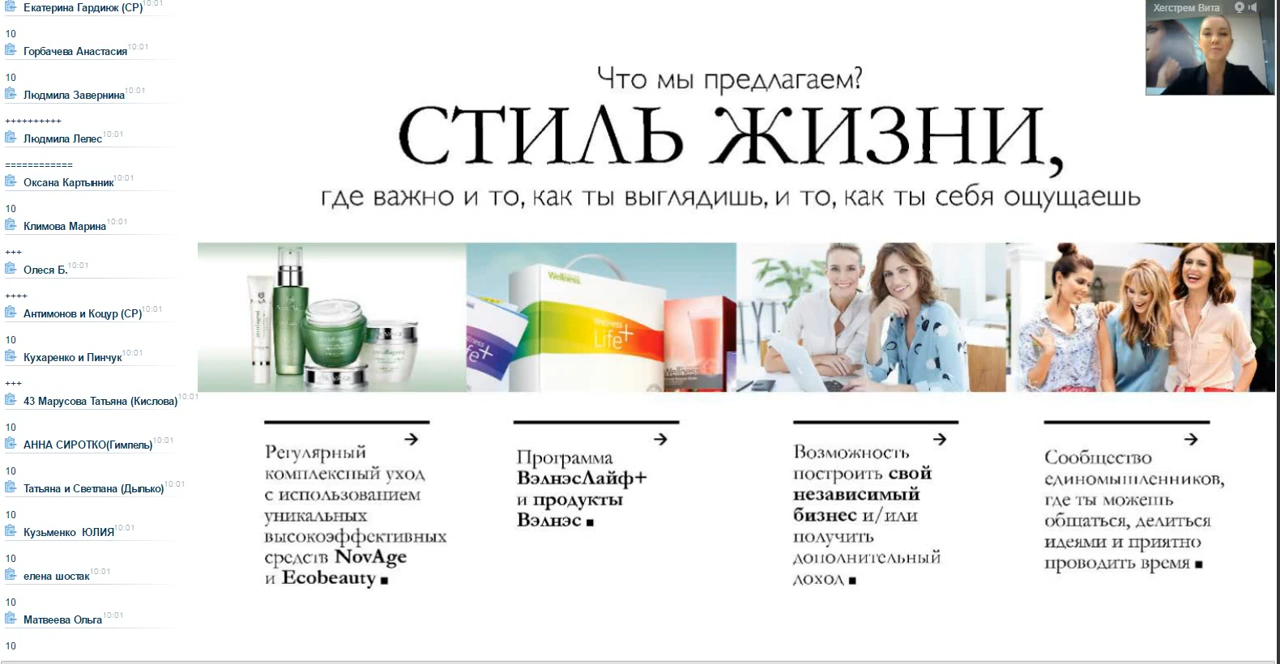 Екатерина Гардиюк (СР) 10:01
10
Горбачева Анастасия 10:01
10
Людмила Завернина 10:01
++++++++++
Людмила Лелес 10:01
============
Оксана Картынник 10:01
10
Климова Марина 10:01
+++
Олеся Б. 10:01
++++
Антимонов и Коцур (СР) 10:01
10
Кухаренко и Пинчук 10:01
+++
43 Марусова Татьяна (Кислова) 10:01
10
АННА СИРОТКО(Гимпель) 10:01
10
Татьяна и Светлана (Дылько) 10:01
10
Кузьменко ЮЛИЯ 10:01
10
елена шостак 10:01
10
Матвеева Ольга 10:01
10
Хегстрем Вита
Что мы предлагаем?
СТИЛЬ ЖИЗНИ,
где важно и то, как ты выглядишь, и то, как ты себя ощущаешь
Wellness
Wellness
Life+
Регулярный
комплексный уход
с использованием
уникальных
высокоэффективных
средств NovAge
и Ecobeauty ■
Программа
ВэлнэсЛайф+
и продукты
Вэлнэс ■
Возможность
построить свой
независимый
бизнес и/или
получить
дополнительный
доход ■
Сообщество
единомышленников,
где ты можешь
общаться, делиться
идеями и приятно
проводить время ■